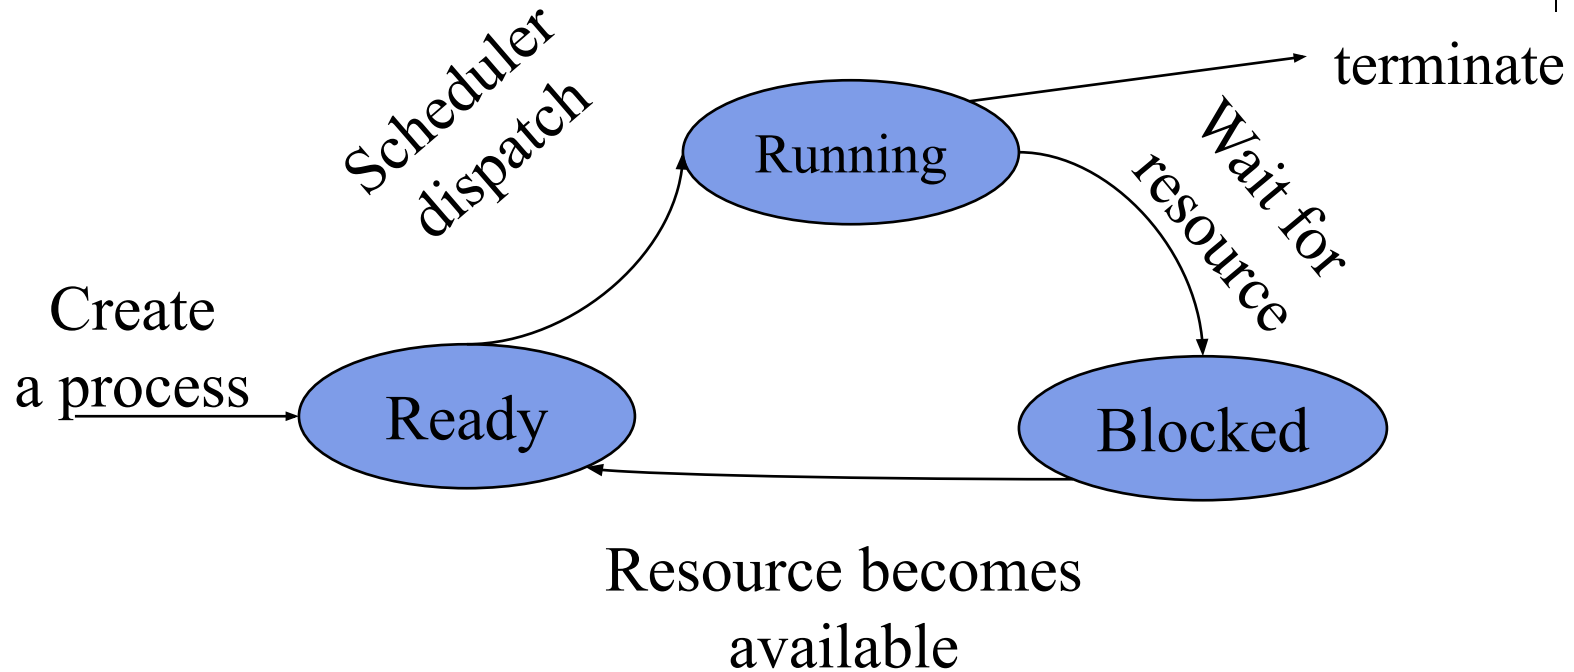 Scheduler
dispatch
terminate
Running
Wait for
resource
Create
a process
Ready
Blocked
Resource becomes
available